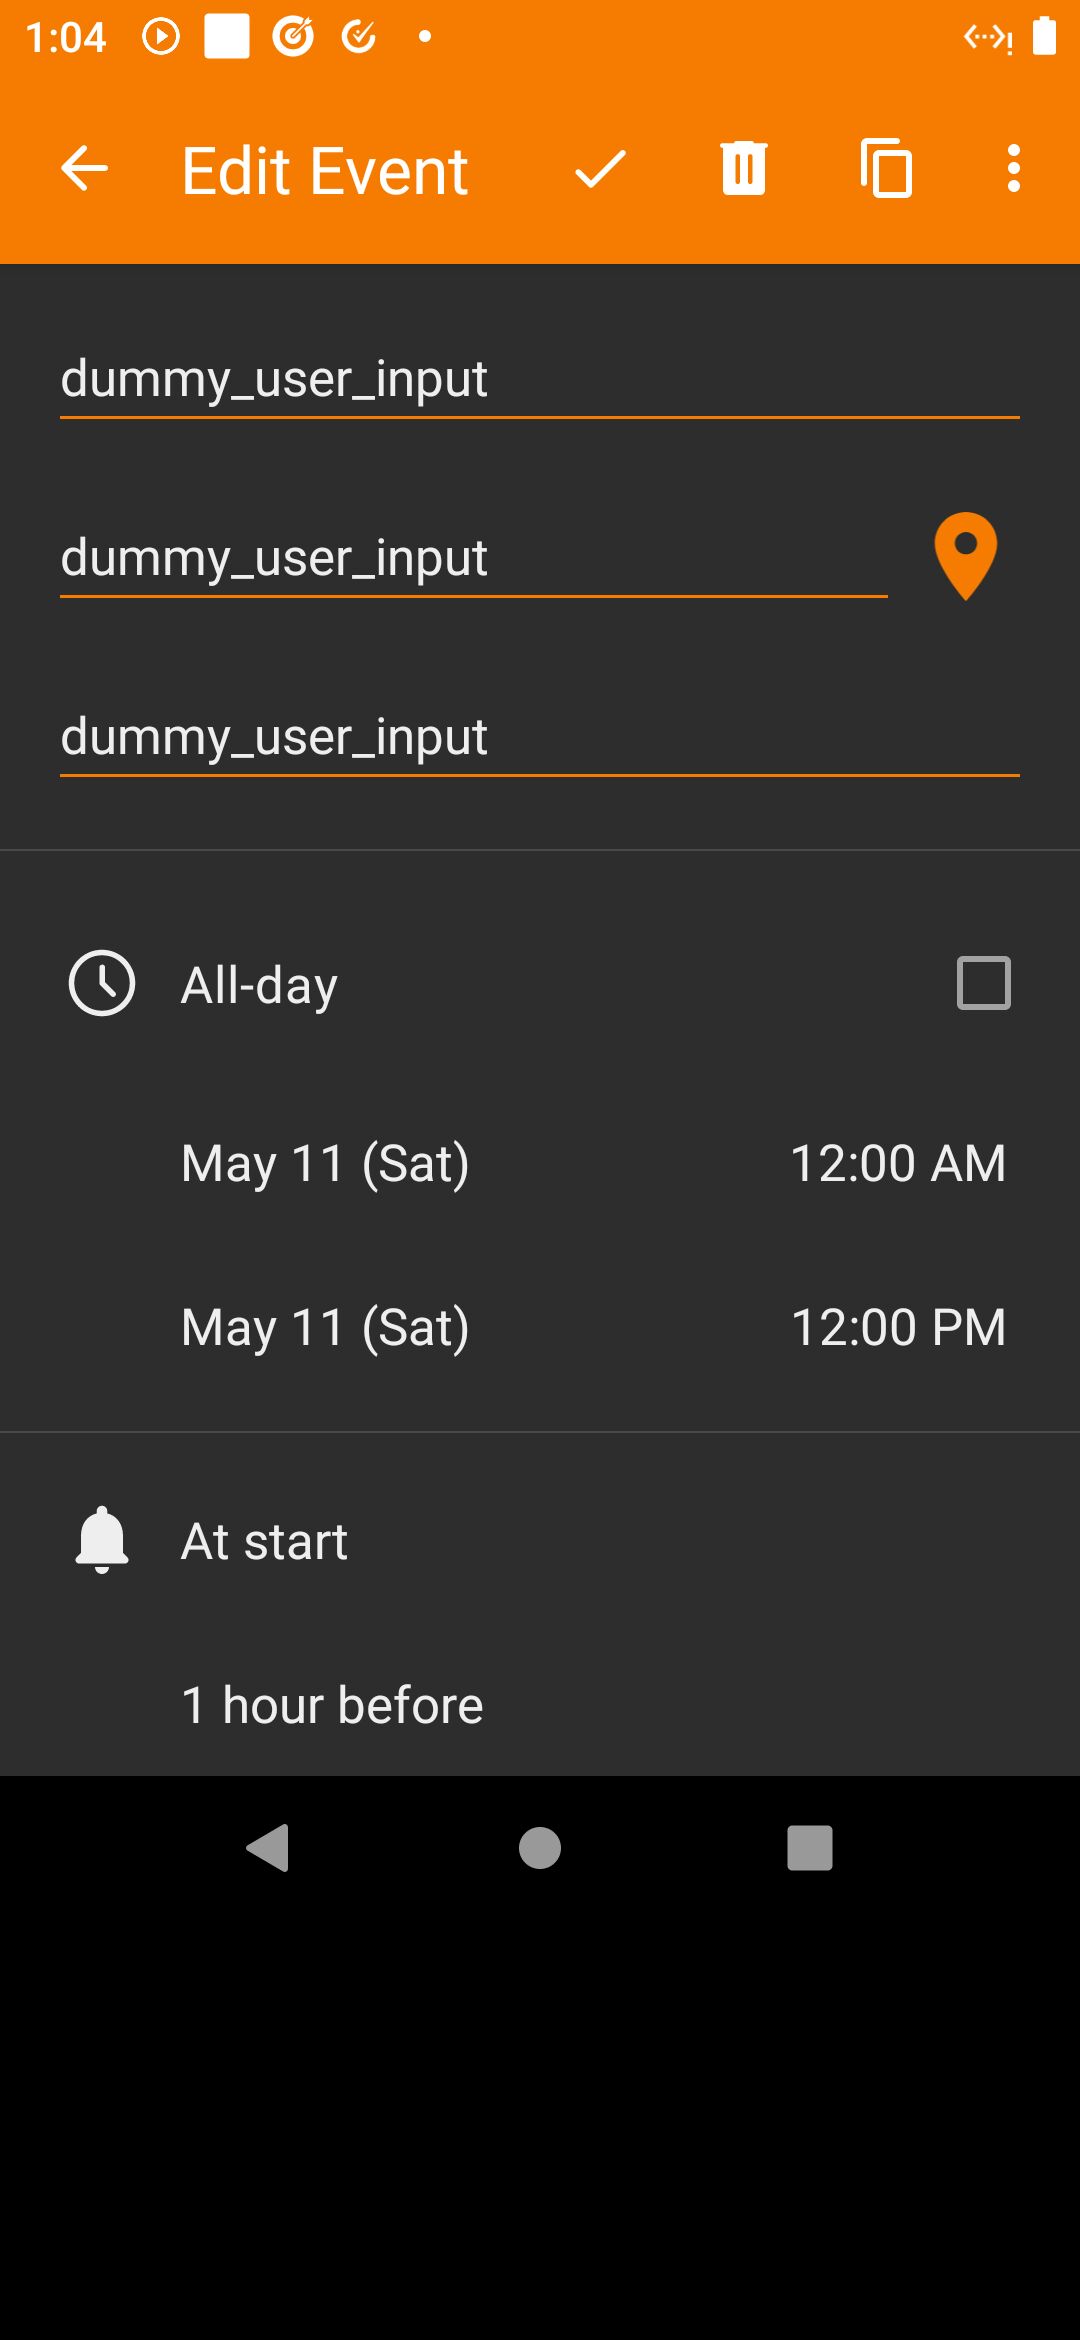 1:04
Edit Event
dummy_user_input
dummy_user_input
dummy_user_input
All-day
May 11 (Sat) 12:00 AM
May 11 (Sat) 12:00 PM
At start
1 hour before